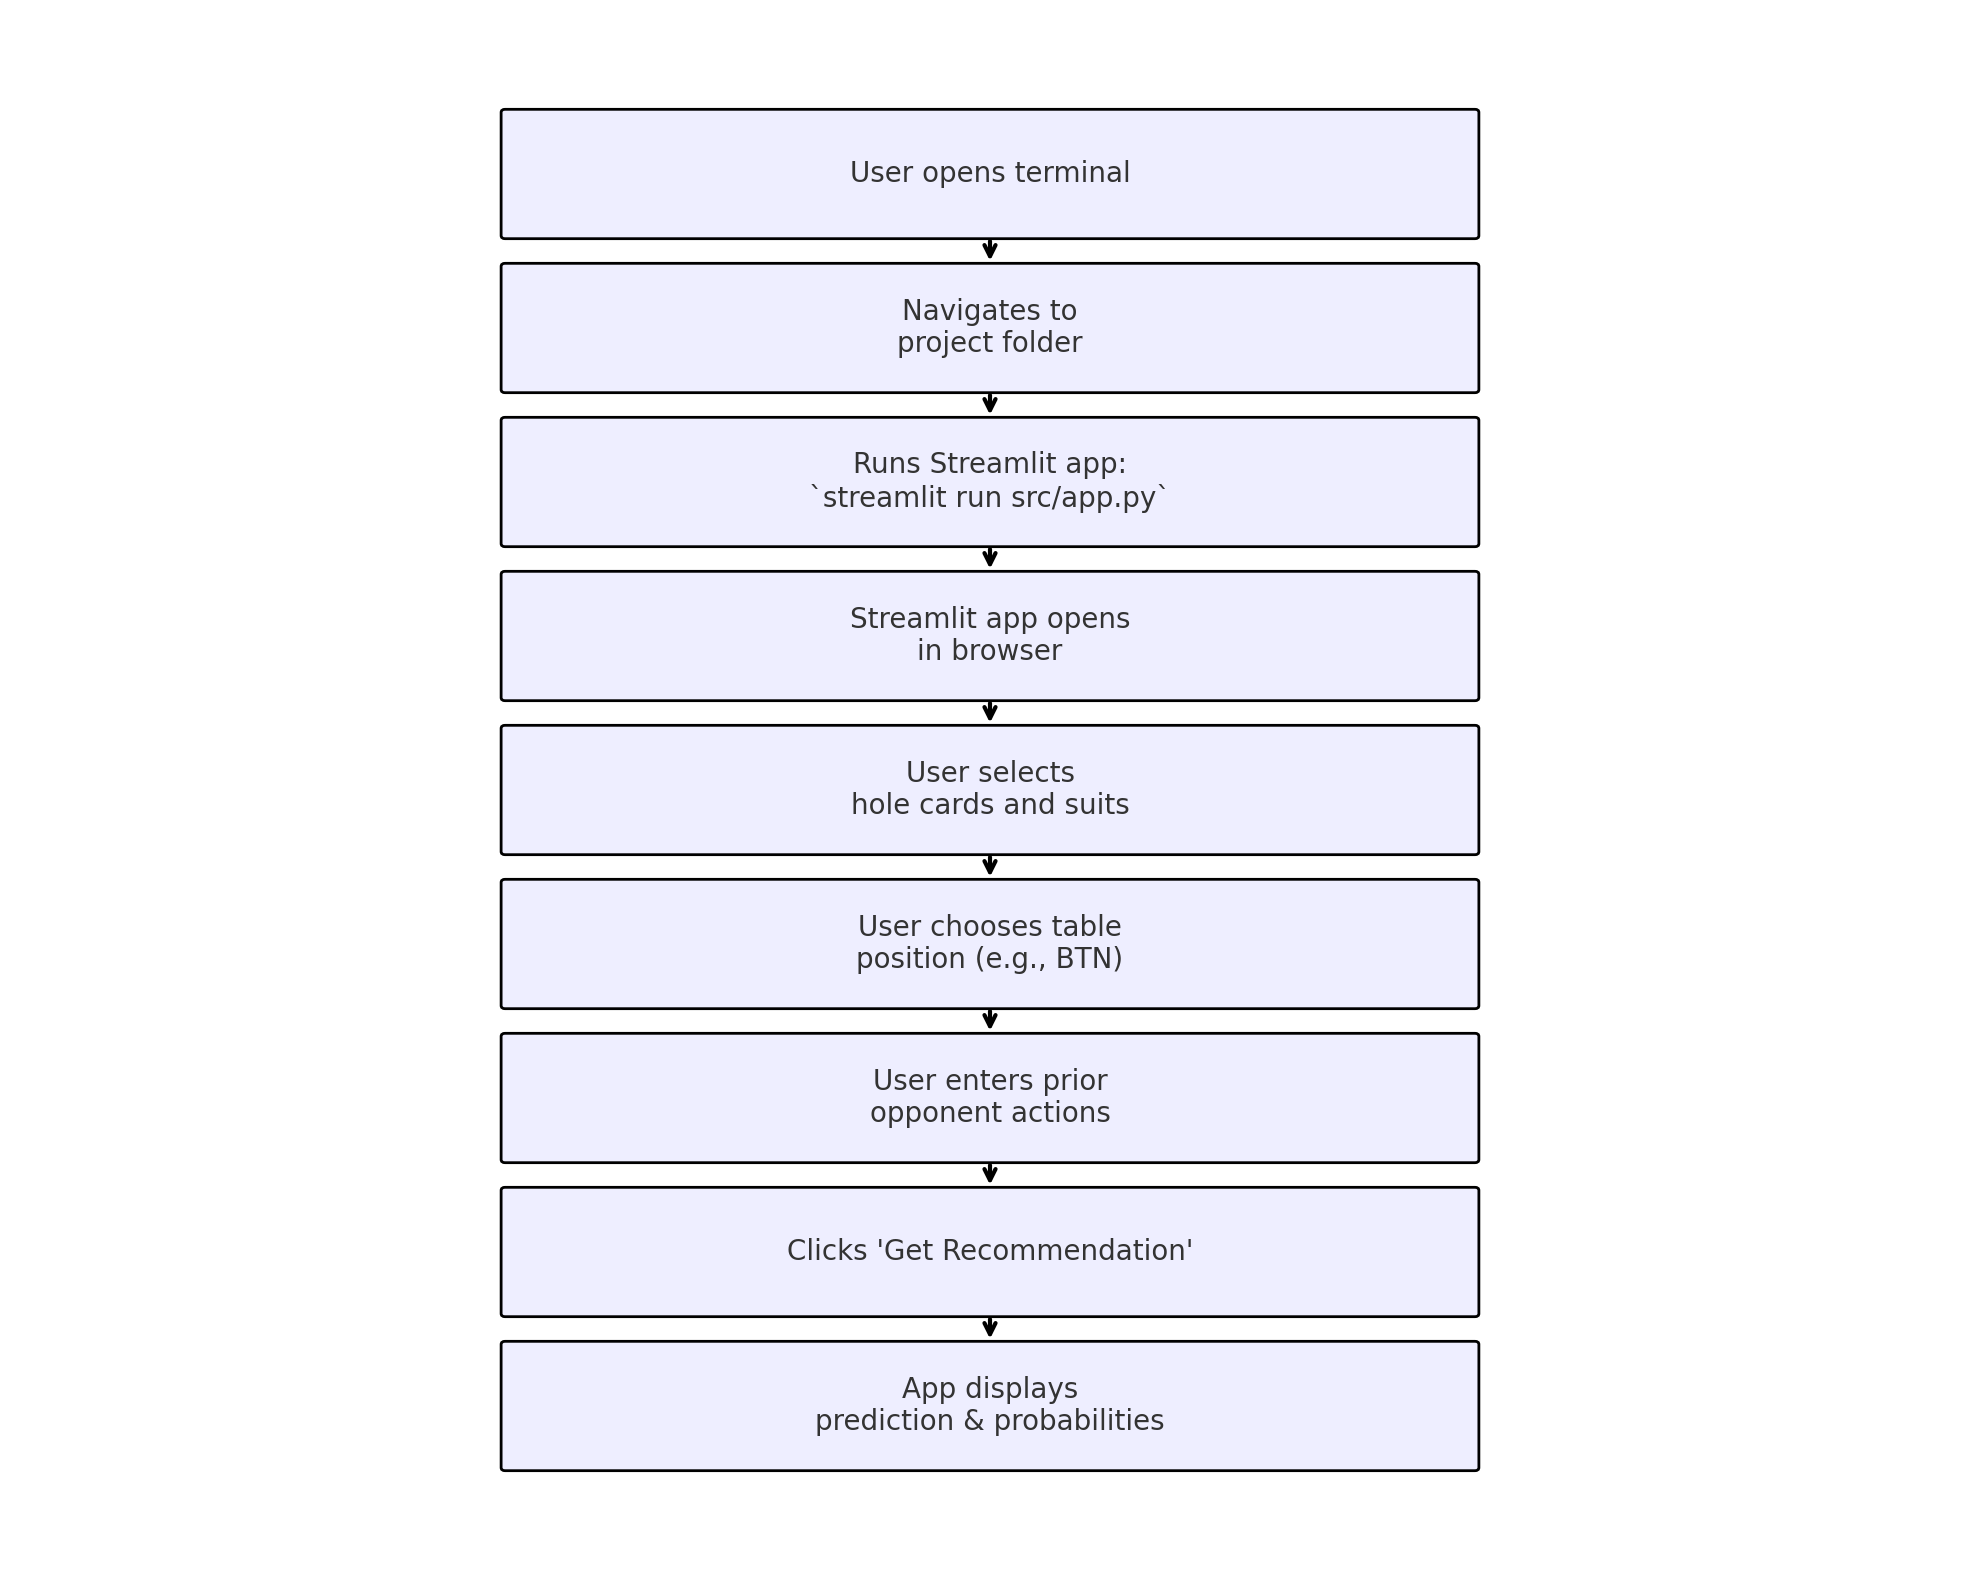 User opens terminal
Navigates to
project folder
Runs Streamlit app:
`streamlit run src/app.py`
Streamlit app opens
in browser
User selects
hole cards and suits
User chooses table
position (e.g., BTN)
User enters prior
opponent actions
Clicks 'Get Recommendation'
App displays
prediction & probabilities